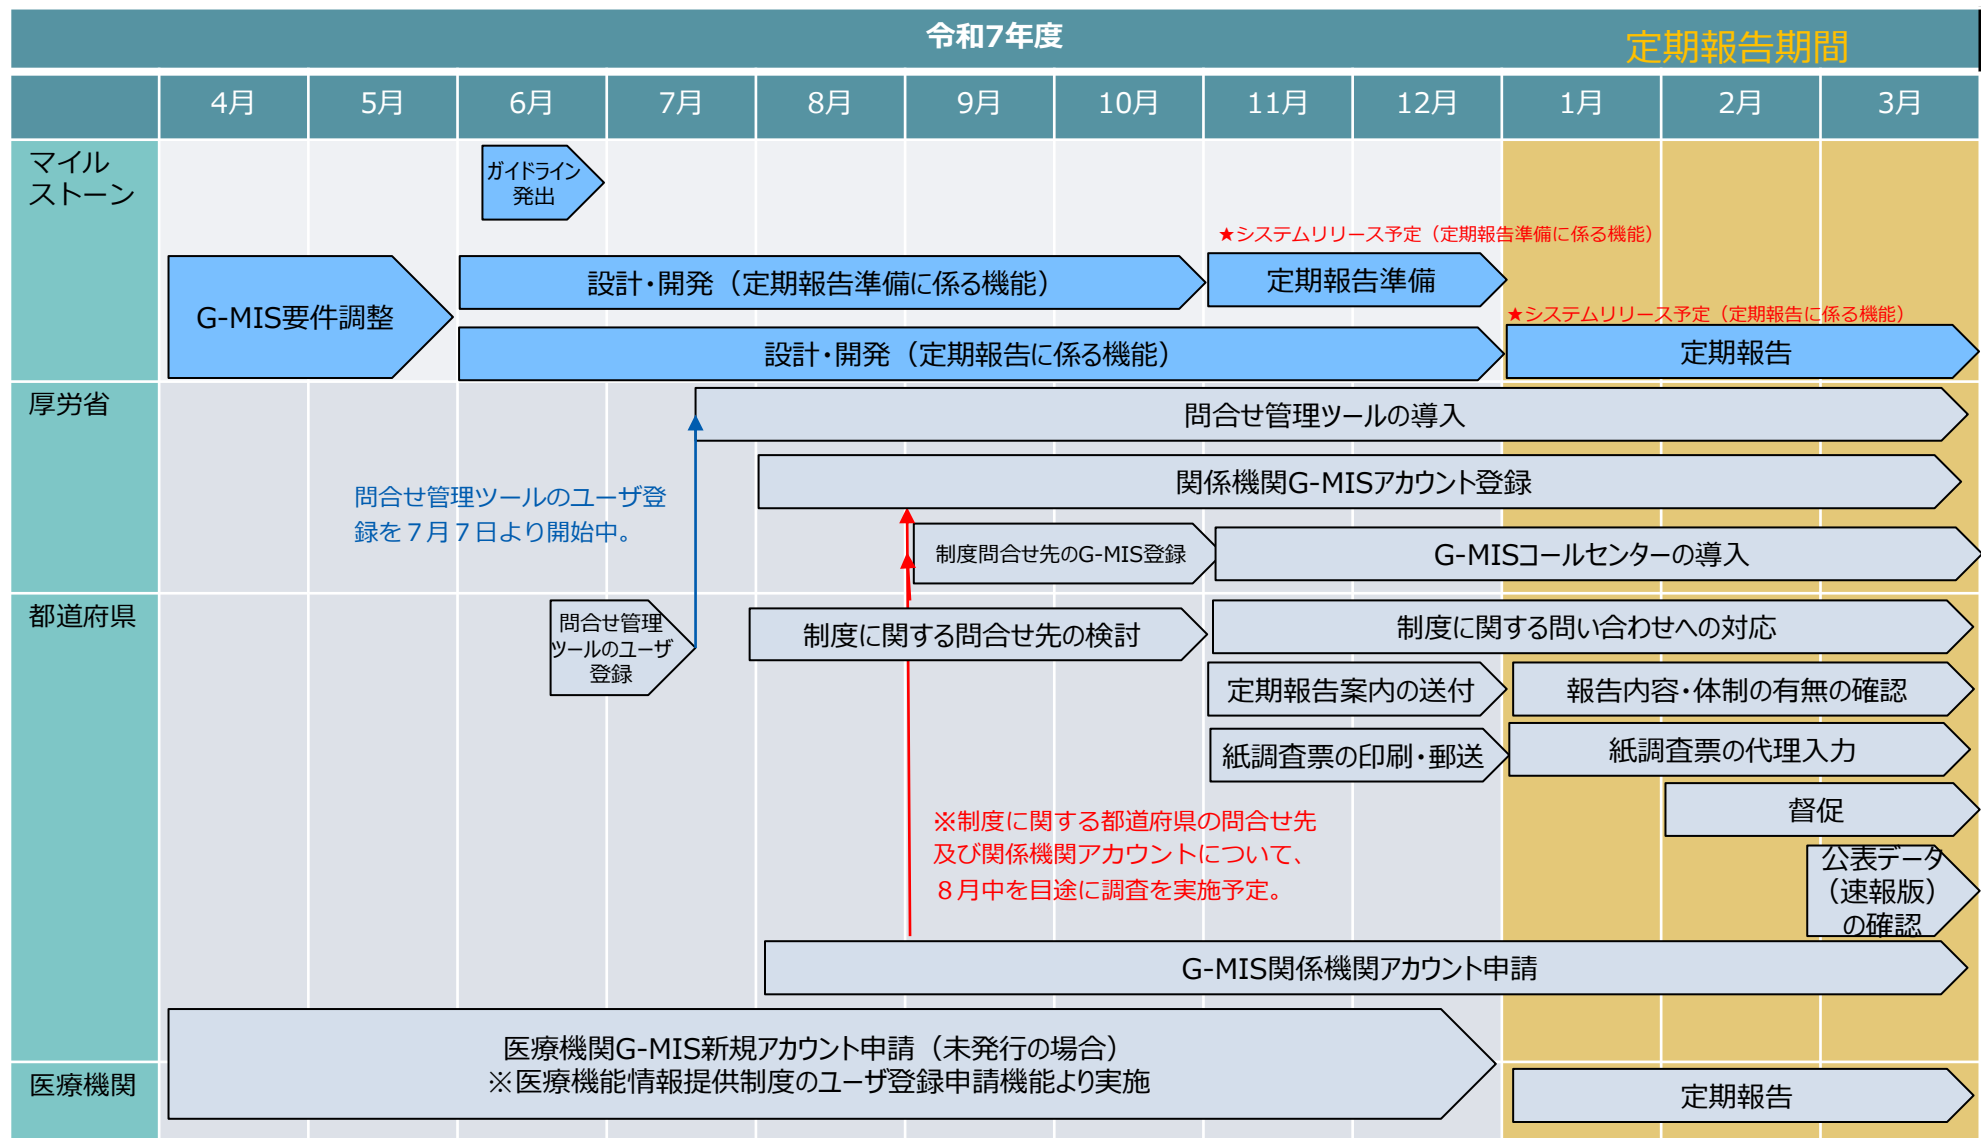 令和7年度
定期報告期間
4月
5月
6月
7月
8月
9月
10月
11月
12月
1月
2月
3月
マイル
ストーン
ガイドライン
発出
★システムリリース予定（定期報告準備に係る機能）
G-MIS要件調整
設計・開発（定期報告準備に係る機能）
定期報告準備
★システムリリース予定（定期報告に係る機能）
設計・開発（定期報告に係る機能）
定期報告
厚労省
問合せ管理ツールの導入
関係機関G-MISアカウント登録
問合せ管理ツールのユーザ登
録を７月７日より開始中。
制度問合せ先のG-MIS登録
G-MISコールセンターの導入
都道府県
問合せ管理
ツールのユーザ
登録
制度に関する問合せ先の検討
制度に関する問い合わせへの対応
定期報告案内の送付
報告内容・体制の有無の確認
紙調査票の印刷・郵送
紙調査票の代理入力
督促
※制度に関する都道府県の問合せ先
及び関係機関アカウントについて、
８月中を目途に調査を実施予定。
公表データ
（速報版）
の確認
G-MIS関係機関アカウント申請
医療機関G-MIS新規アカウント申請（未発行の場合）
※医療機能情報提供制度のユーザ登録申請機能より実施
医療機関
定期報告